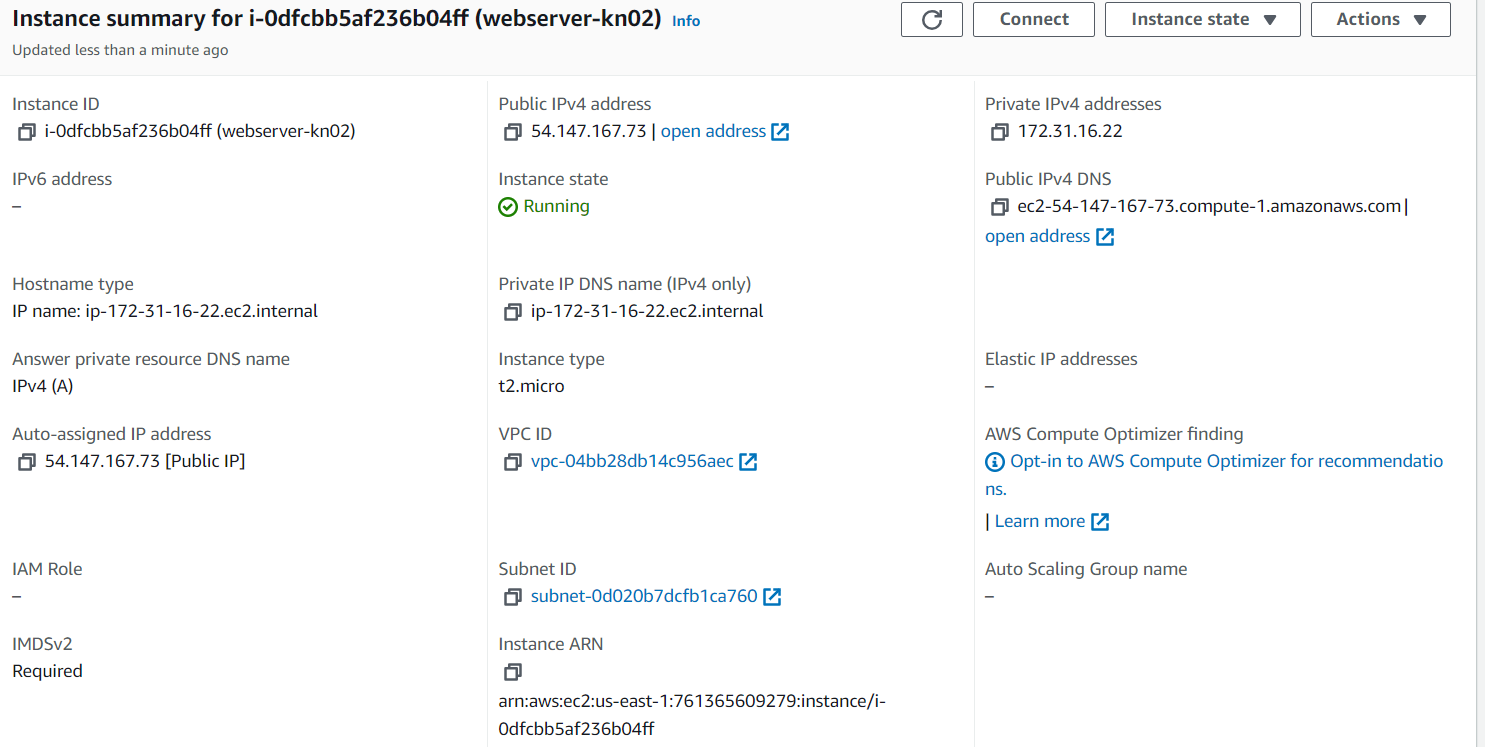 Instance summary for i-0dfcbb5af236b04ff (webserver-kn02) Info
Updated less than a minute ago
Connect
Instance state
Actions
Instance ID
i-0dfcbb5af236b04ff (webserver-kn02)
Public IPv4 address
54.147.167.73 | open address
Private IPv4 addresses
172.31.16.22
IPv6 address
–
Instance state
Running
Public IPv4 DNS
ec2-54-147-167-73.compute-1.amazonaws.com |
open address
Hostname type
IP name: ip-172-31-16-22.ec2.internal
Private IP DNS name (IPv4 only)
ip-172-31-16-22.ec2.internal
Answer private resource DNS name
IPv4 (A)
Instance type
t2.micro
Elastic IP addresses
–
Auto-assigned IP address
54.147.167.73 [Public IP]
VPC ID
vpc-04bb28db14c956aec
AWS Compute Optimizer finding
Opt-in to AWS Compute Optimizer for recommendatio
ns.
| Learn more
IAM Role
–
Subnet ID
subnet-0d020b7dcfb1ca760
Auto Scaling Group name
–
IMDSv2
Required
Instance ARN
arn:aws:ec2:us-east-1:761365609279:instance/i-
0dfcbb5af236b04ff